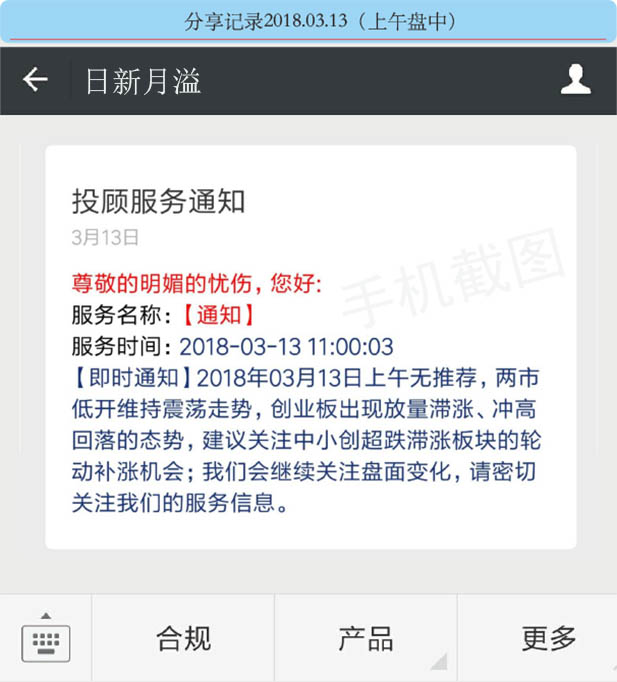 分享记录2018.03.13（上午盘中）
日新月溢
投顾服务通知
3月13日
尊敬的明媚的忧伤，您好:
服务名称：【通知】
服务时间：2018-03-13 11:00:03
【即时通知】2018年03月13日上午无推荐，两市
低开维持震荡走势，创业板出现放量滞涨、冲高
回落的态势，建议关注中小创超跌滞涨板块的轮
动补涨机会；我们会继续关注盘面变化，请密切
关注我们的服务信息。
手机截图
合规
产品
更多